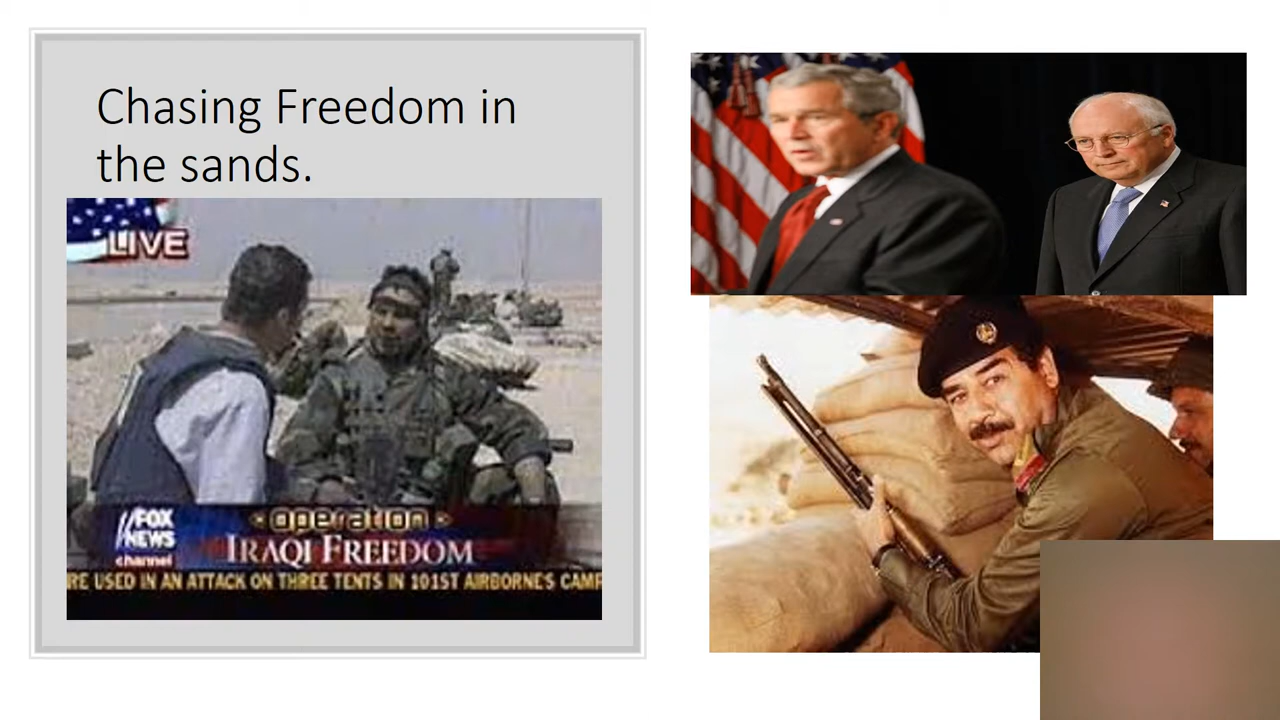 Chasing Freedom in
the sands.
LIVE
FOX
NEWS
channel
operation
IRAQI FREEDOM
RE USED IN AN ATTACK ON THREE TENTS IN 101ST AIRBORNE'S CAMP